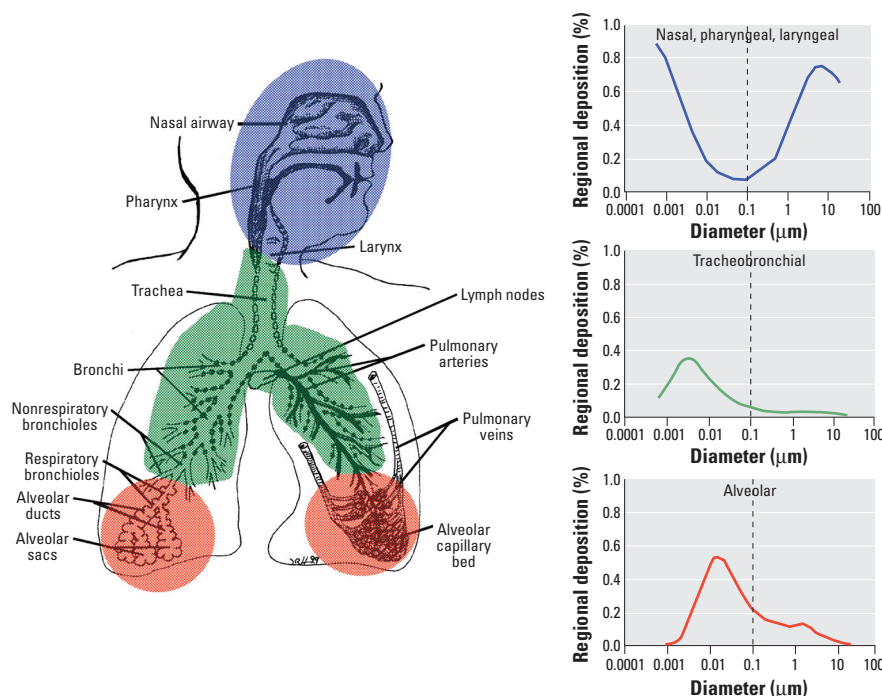 Nasal airway
Pharynx
Larynx
Trachea
Lymph nodes
Bronchi
Pulmonary
arteries
Nonrespiratory
bronchioles
Pulmonary
veins
Respiratory
bronchioles
Alveolar
ducts
Alveolar
sacs
Alveolar
capillary
bed
Regional deposition (%)
Nasal, pharyngeal, laryngeal
1.0
0.8
0.6
0.4
0.2
0.0
0.0001 0.001 0.01 0.1 1 10 100
Diameter (μm)
Regional deposition (%)
Tracheobronchial
1.0
0.8
0.6
0.4
0.2
0.0
0.0001 0.001 0.01 0.1 1 10 100
Diameter (μm)
Regional deposition (%)
Alveolar
1.0
0.8
0.6
0.4
0.2
0.0
0.0001 0.001 0.01 0.1 1 10 100
Diameter (μm)